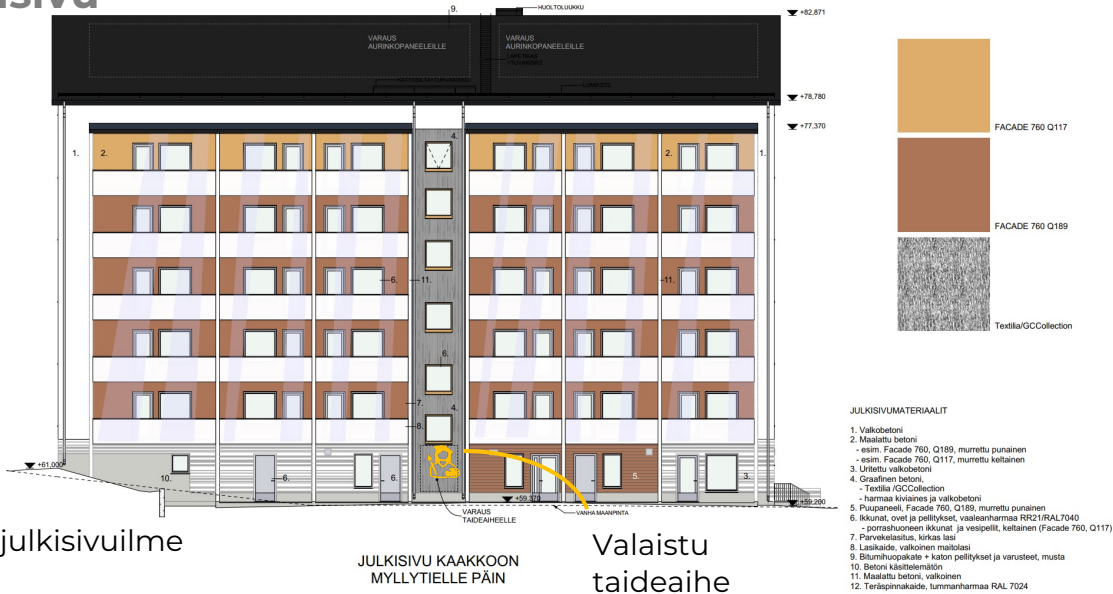 isivu
9.
HUOLTOLUUKKU
+82,871
VARAUS
AURINKOPANEELEILLE
VARAUS
AURINKOPANEELEILLE
LUMIESTE
+78,780
+77,370
1.
2.
4.
2.
1.
FACADE 760 Q117
FACADE 760 Q189
6.
11.
11.
Textilia/GCCollection
6.
7.
4.
8.
+61,000
10.
6.
6.
5.
3.
+59,370
+59,200
VARAUS
TAIDEAIHEELLE
VANHA MAANPINTA
julkisivuilme
JULKISIVU KAAKKOON
MYLLYTIELLE PÄIN
Valaistu
taideaihe
JULKISIVUMATERIAALIT
1. Valkobetoni
2. Maalattu betoni
- esim. Facade 760, Q189, murrettu punainen
- esim. Facade 760, Q117, murrettu keltainen
3. Uritettu valkobetoni
4. Graafinen betoni,
- Textilia /GCCollection
- harmaa kiviaines ja valkobetoni
5. Puupaneeli, Facade 760, Q189, murrettu punainen
6. Ikkunat, ovet ja pellitykset, vaaleanharmaa RR21/RAL7040
- porrashuoneen ikkunat ja vesipellit, keltainen (Facade 760, Q117)
7. Parvekelasitus, kirkas lasi
8. Lasikaide, valkoinen maitolasi
9. Bitumihuopakate + katon pellitykset ja varusteet, musta
10. Betoni käsittelemätön
11. Maalattu betoni, valkoinen
12. Teräspinnakaide, tummanharmaa RAL 7024